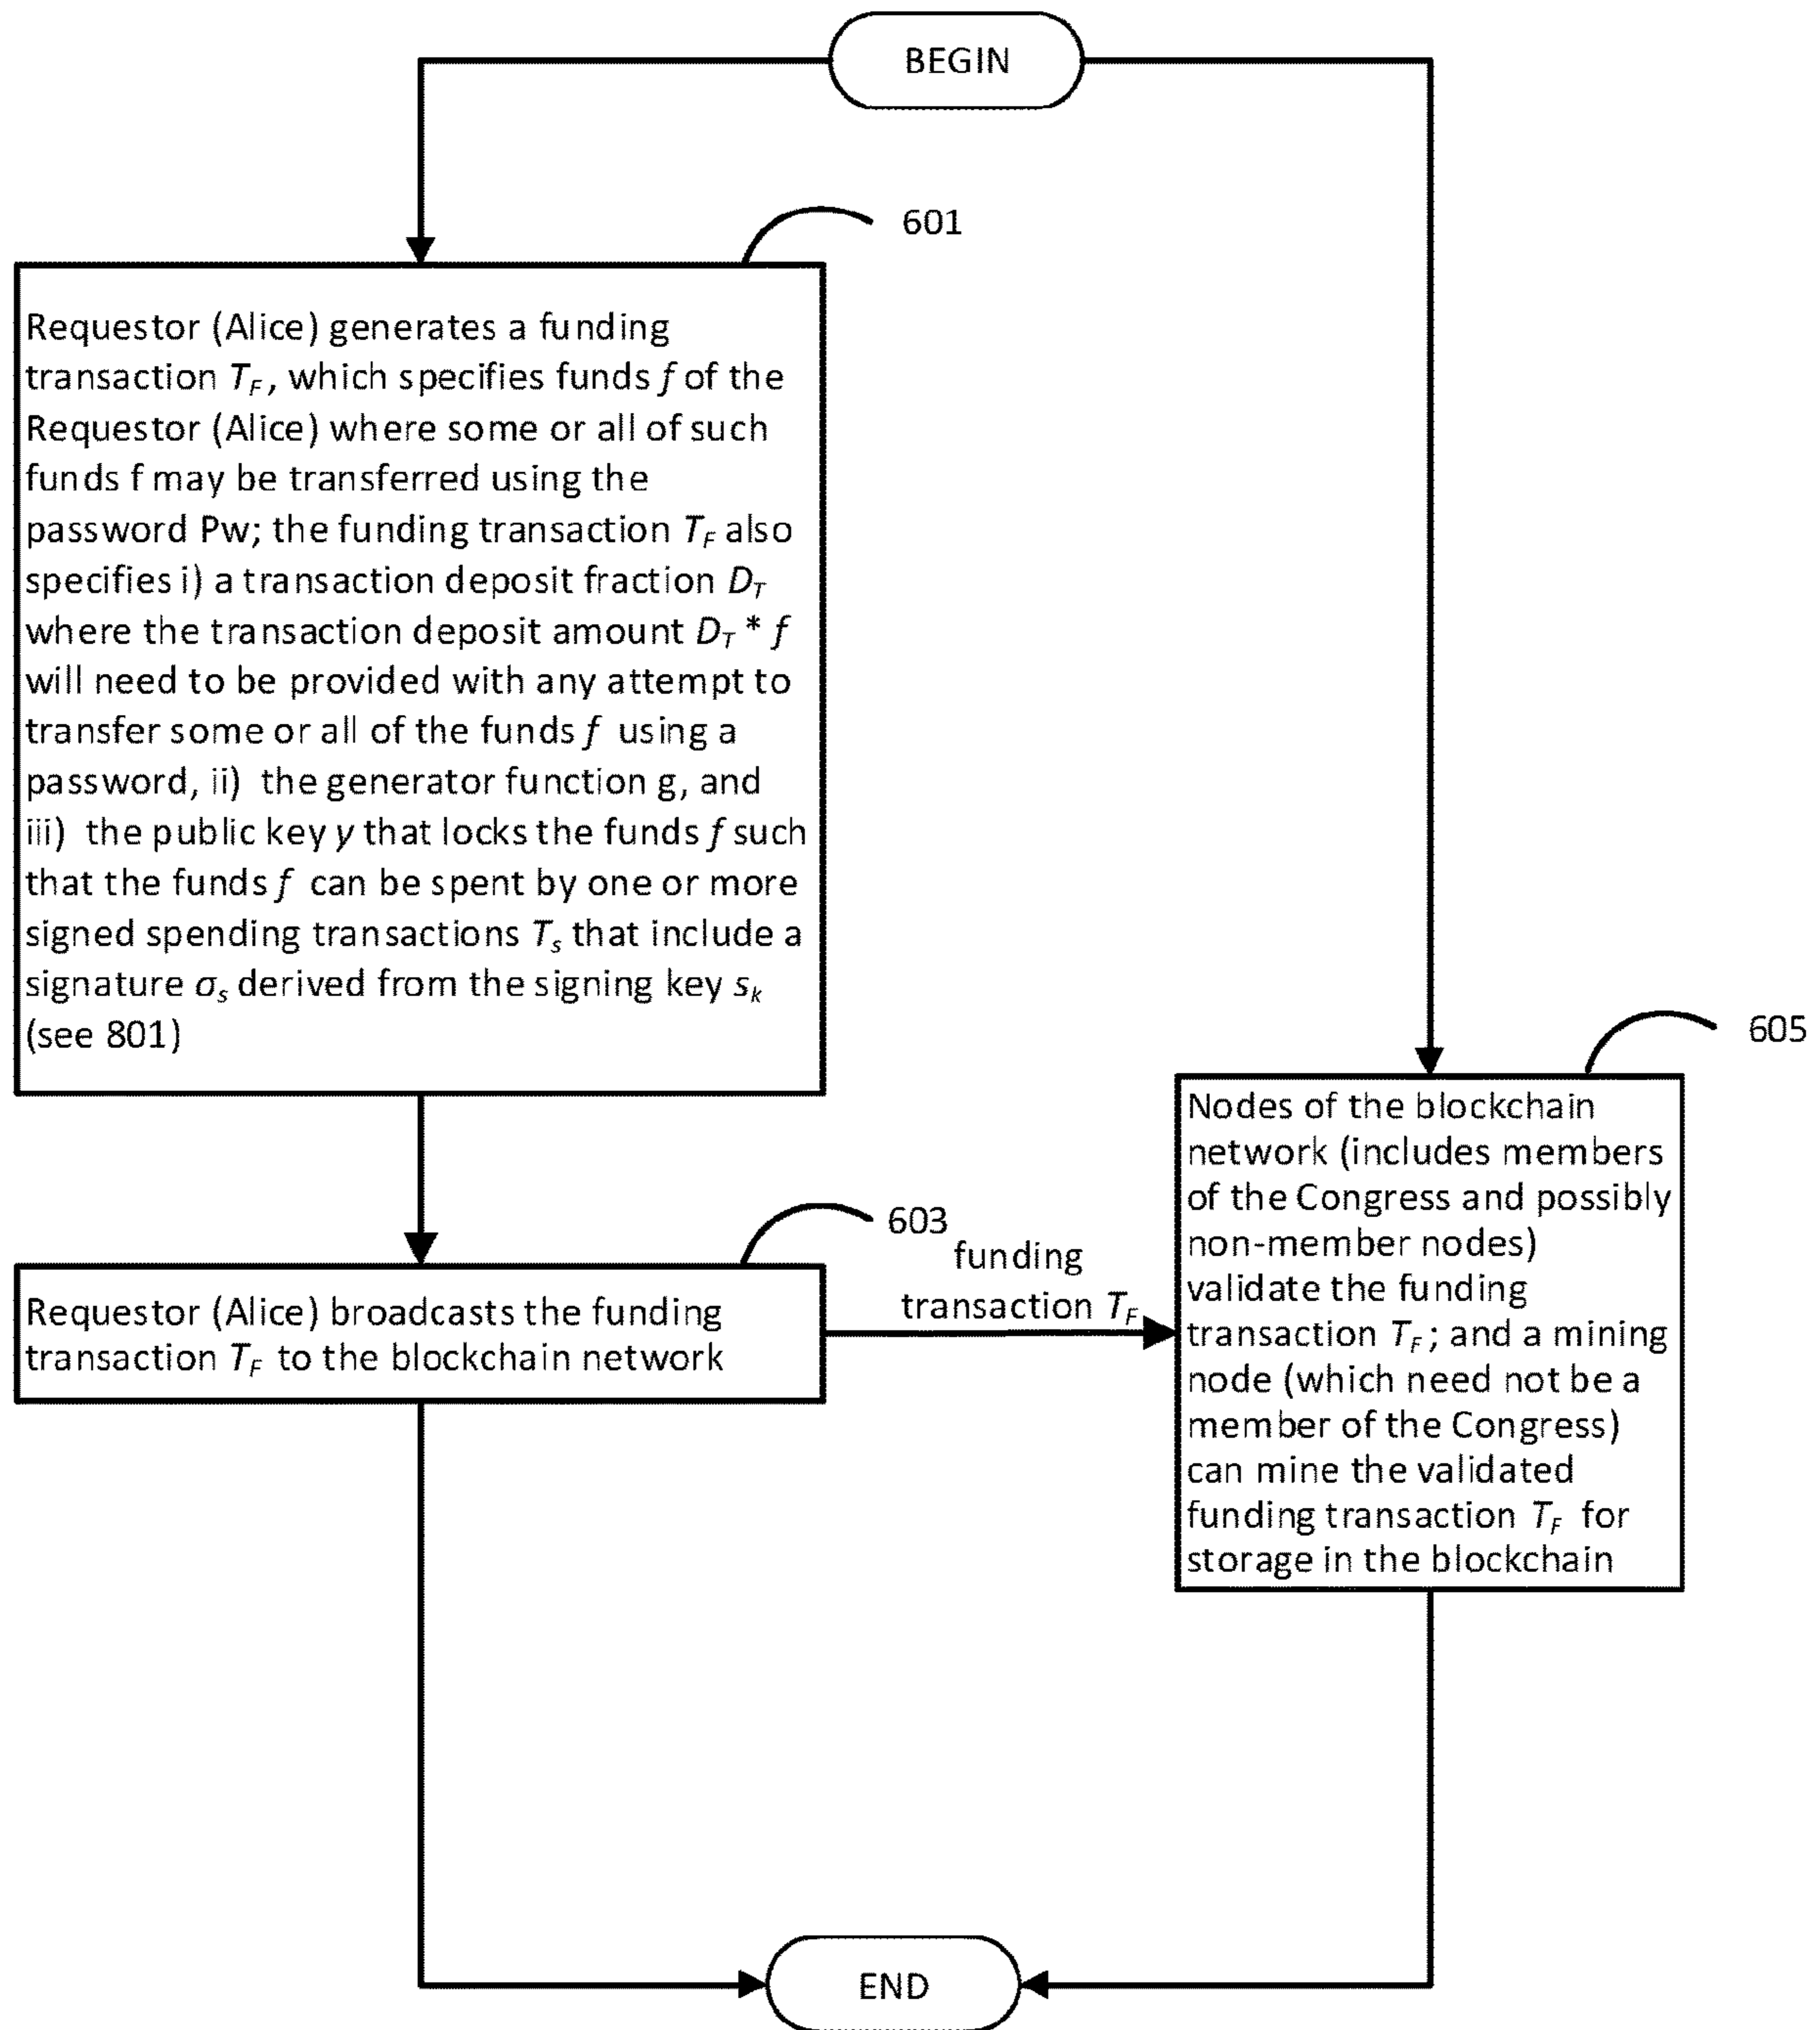 BEGIN
601
Requestor (Alice) generates a funding
transaction T_F, which specifies funds f of the
Requestor (Alice) where some or all of such
funds f may be transferred using the
password Pw; the funding transaction T_F also
specifies i) a transaction deposit fraction D_T
where the transaction deposit amount D_T * f
will need to be provided with any attempt to
transfer some or all of the funds f using a
password, ii) the generator function g, and
iii) the public key y that locks the funds f such
that the funds f can be spent by one or more
signed spending transactions T_s that include a
signature σ_s derived from the signing key s_k
(see 801)
603
Requestor (Alice) broadcasts the funding
transaction T_F to the blockchain network
funding
transaction T_F
605
Nodes of the blockchain
network (includes members
of the Congress and possibly
non-member nodes)
validate the funding
transaction T_F; and a mining
node (which need not be a
member of the Congress)
can mine the validated
funding transaction T_F for
storage in the blockchain
END